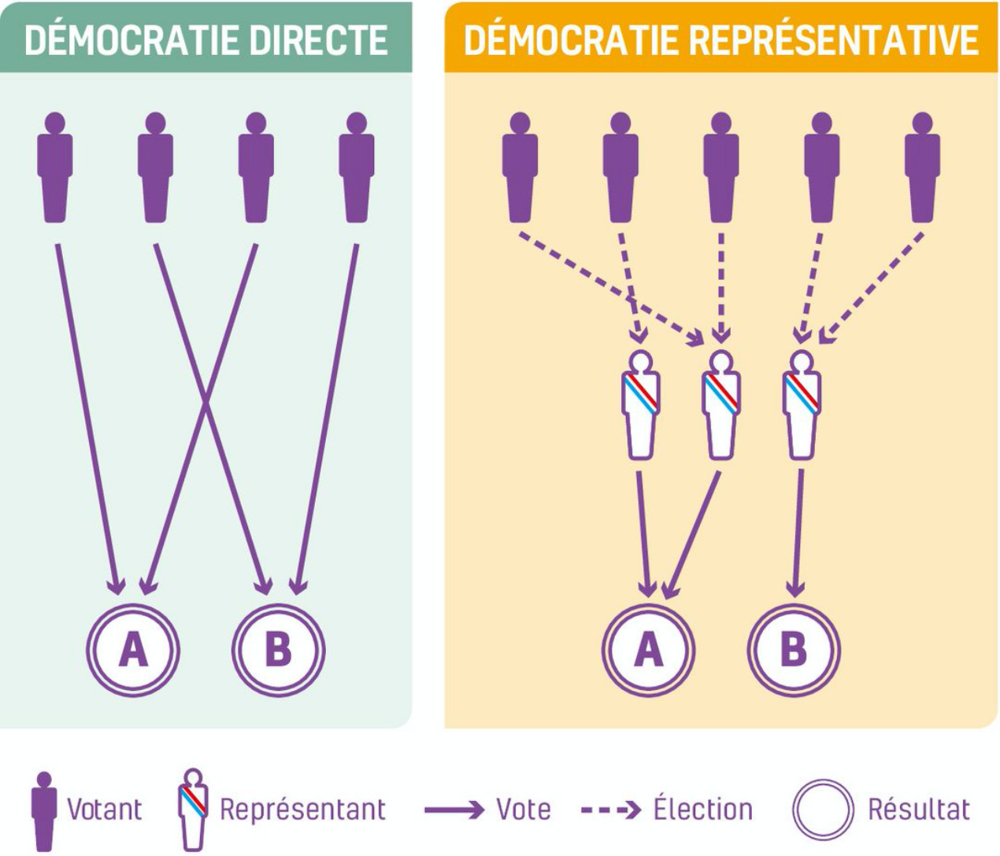 DÉMOCRATIE DIRECTE
DÉMOCRATIE REPRÉSENTATIVE
A
B
A
B
Votant
Représentant
Vote
Élection
Résultat